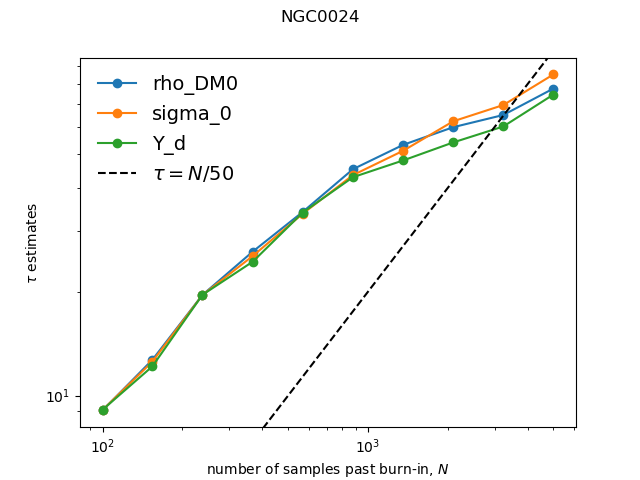 NGC0024
rho_DM0
sigma_0
Y_d
τ = N/50
τ estimates
10¹
10² 10³
number of samples past burn-in, N